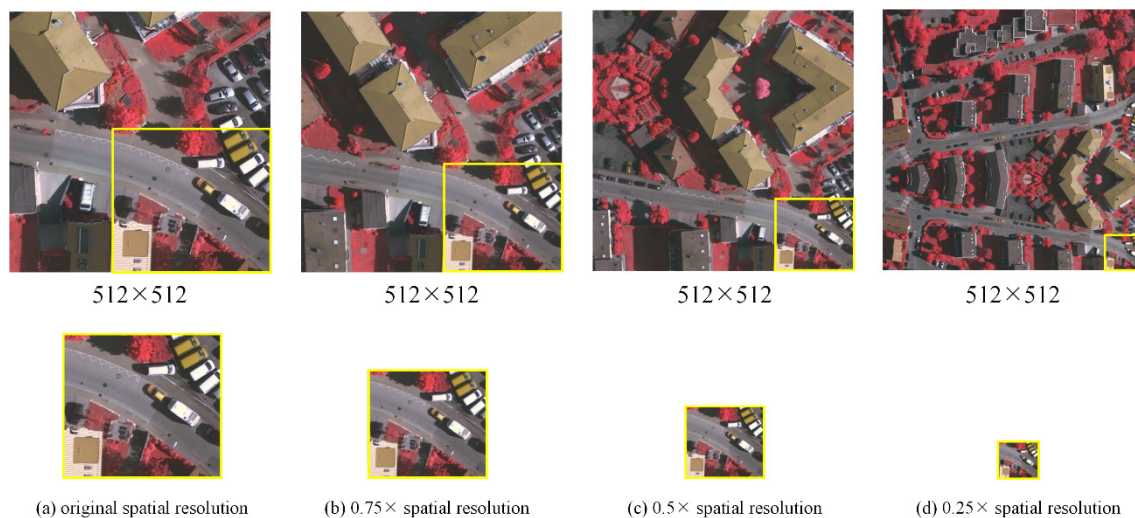 512×512
512×512
512×512
512×512
(a) original spatial resolution
(b) 0.75× spatial resolution
(c) 0.5× spatial resolution
(d) 0.25× spatial resolution